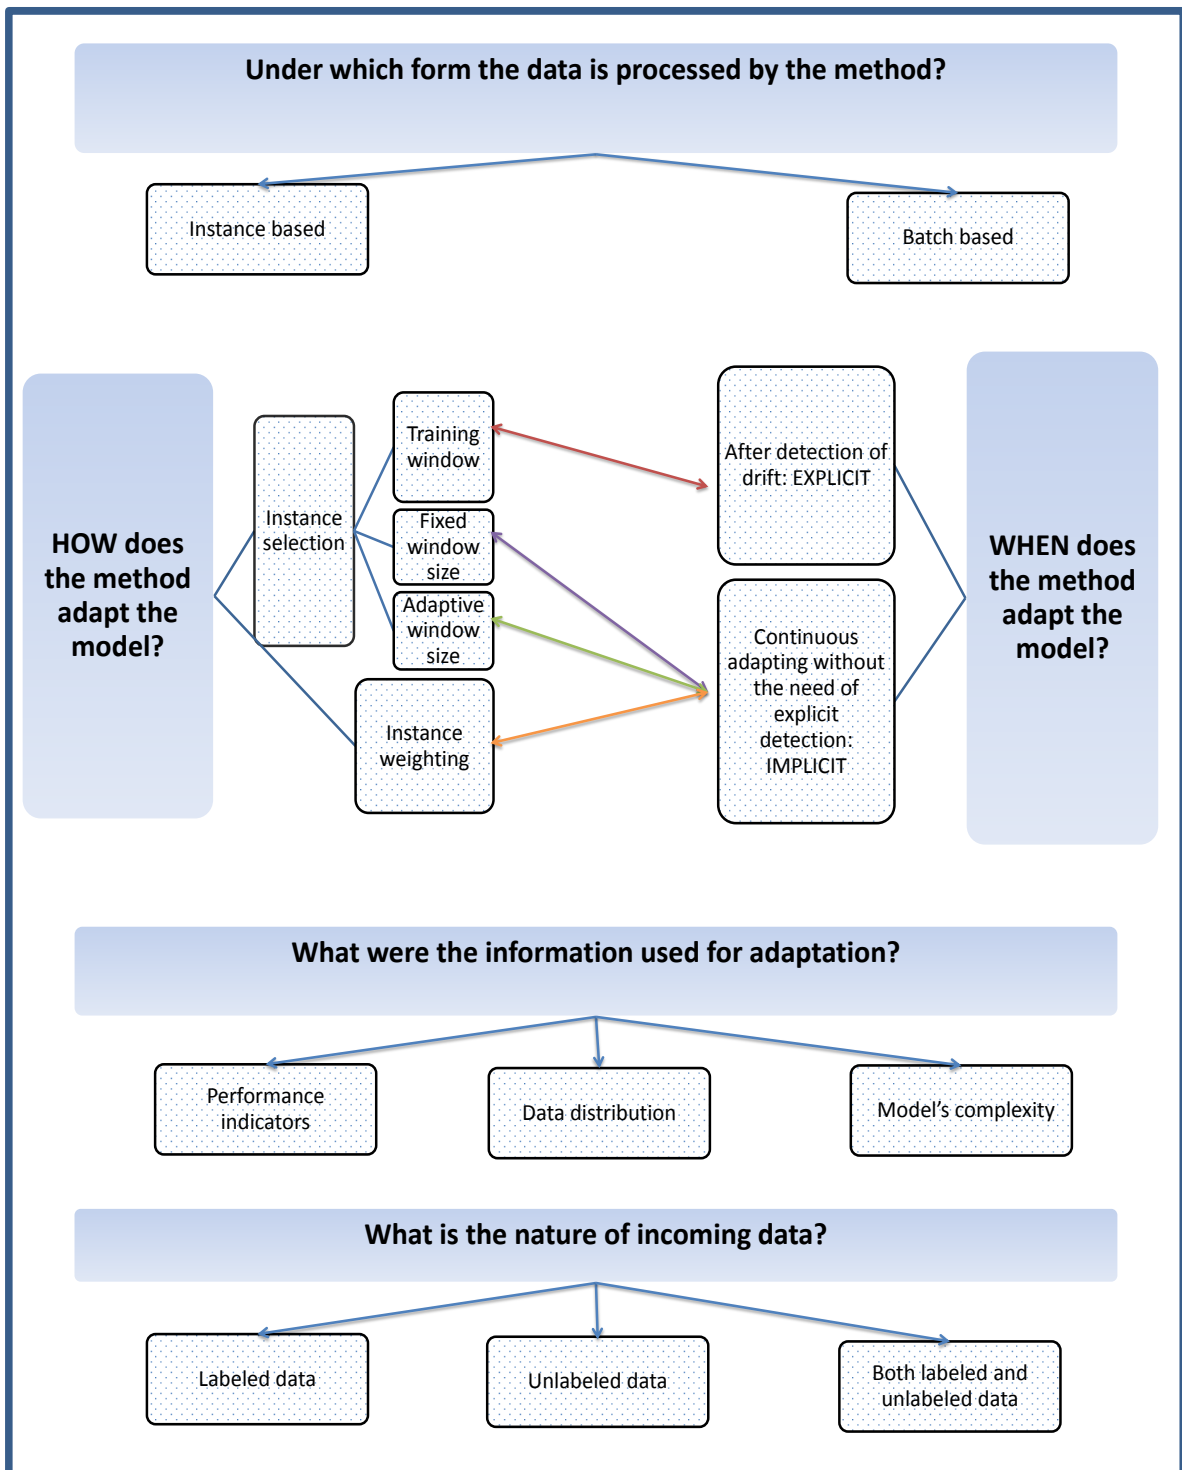 Under which form the data is processed by the method?
Instance based
Batch based
HOW does
the method
adapt the
model?
Instance
selection
Training
window
Fixed
window
size
Adaptive
window
size
Instance
weighting
After detection of
drift: EXPLICIT
Continuous
adapting without
the need of
explicit
detection:
IMPLICIT
WHEN does
the method
adapt the
model?
What were the information used for adaptation?
Performance
indicators
Data distribution
Model’s complexity
What is the nature of incoming data?
Labeled data
Unlabeled data
Both labeled and
unlabeled data